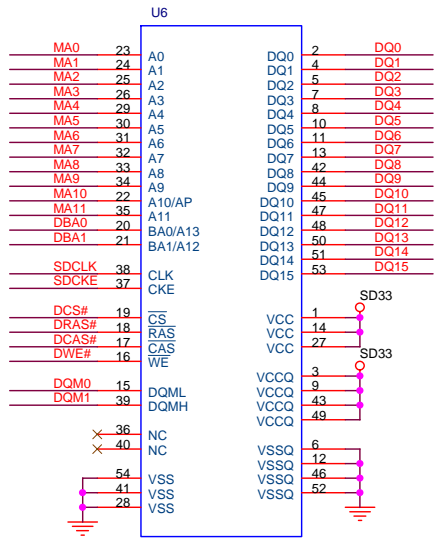 U6
MA0 23 A0 DQ0 2 DQ0
MA1 24 A1 DQ1 4 DQ1
MA2 25 A2 DQ2 5 DQ2
MA3 26 A3 DQ3 7 DQ3
MA4 29 A4 DQ4 8 DQ4
MA5 30 A5 DQ5 10 DQ5
MA6 31 A6 DQ6 11 DQ6
MA7 32 A7 DQ7 13 DQ7
MA8 33 A8 DQ8 42 DQ8
MA9 34 A9 DQ9 44 DQ9
MA10 22 A10/AP DQ10 45 DQ10
MA11 35 A11 DQ11 47 DQ11
DBA0 20 BA0/A13 DQ12 48 DQ12
DBA1 21 BA1/A12 DQ13 50 DQ13
DQ14 51 DQ14
SDCLK 38 CLK DQ15 53 DQ15
SDCKE 37 CKE
SD33
DCS# 19 CS VCC 1
DRAS# 18 RAS VCC 14
DCAS# 17 CAS VCC 27
DWE# 16 WE SD33
VCCQ 3
DQM0 15 DQML VCCQ 9
DQM1 39 DQMH VCCQ 43
VCCQ 49
36 NC
40 NC VSSQ 6
VSSQ 12
54 VSS VSSQ 46
41 VSS VSSQ 52
28 VSS